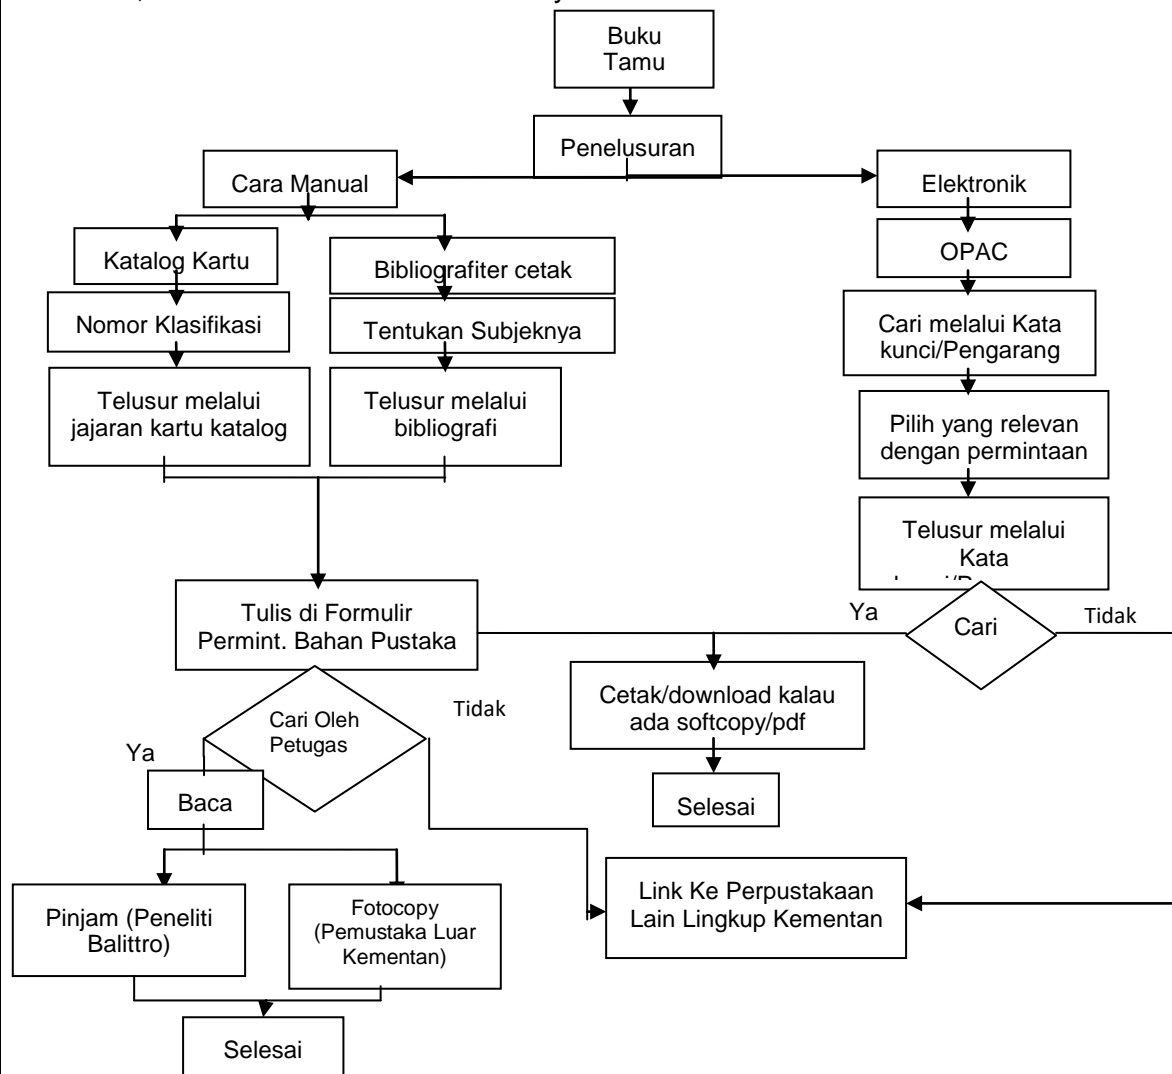 Buku
Tamu
Penelusuran
Cara Manual
Elektronik
Katalog Kartu
Bibliografiter cetak
OPAC
Nomor Klasifikasi
Tentukan Subjeknya
Cari melalui Kata
kunci/Pengarang
Telusur melalui
jajaran kartu katalog
Telusur melalui
bibliografi
Pilih yang relevan
dengan permintaan
Telusur melalui
Kata
Tulis di Formulir
Permint. Bahan Pustaka
Ya
Cari
Tidak
Cetak/download kalau
ada softcopy/pdf
Cari Oleh
Petugas
Tidak
Ya
Baca
Selesai
Pinjam (Peneliti
Balittro)
Fotocopy
(Pemustaka Luar
Kementan)
Link Ke Perpustakaan
Lain Lingkup Kementan
Selesai